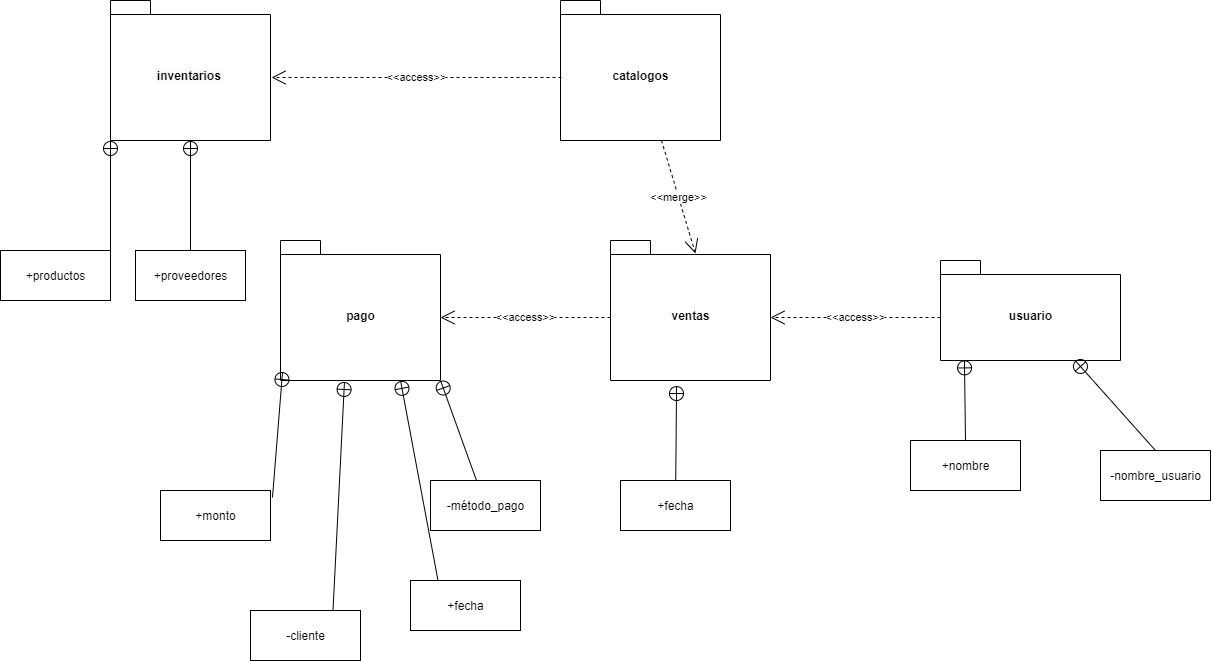 inventarios
<<access>>
catalogos
<<merge>>
+productos
+proveedores
pago
<<access>>
ventas
<<access>>
usuario
+nombre
-nombre_usuario
+monto
-método_pago
+fecha
+fecha
-cliente